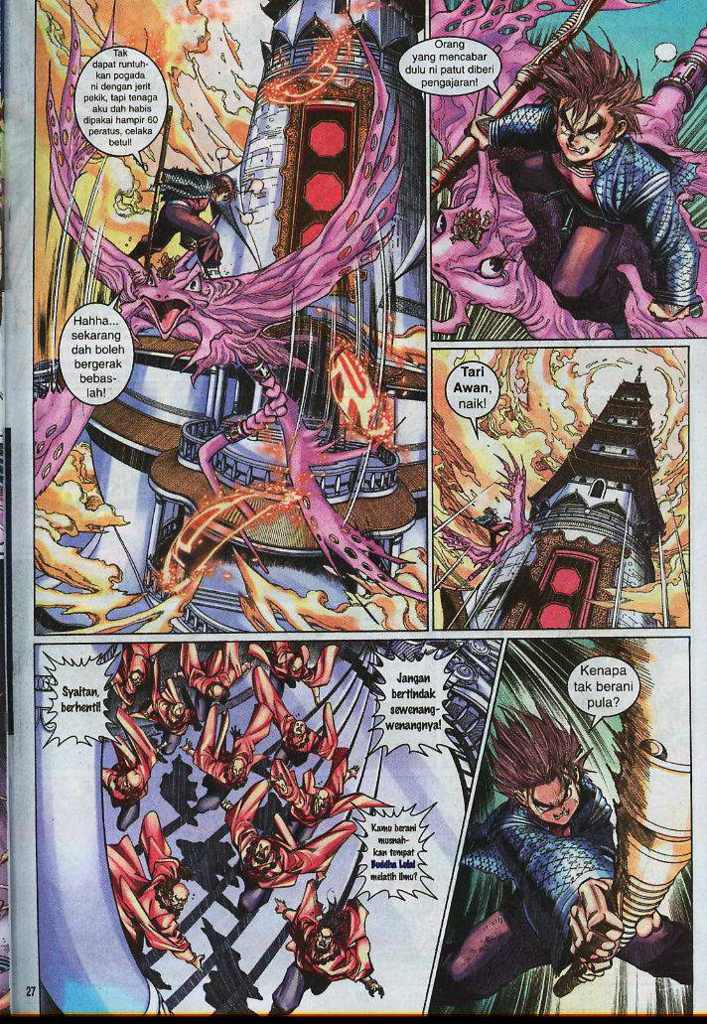 Tak
dapat runtuh-
kan pogada
ni dengan jerit
pekik, tapi tenaga
aku dah habis
dipakai hampir 60
peratus, celaka
betul!
Hahha...
sekarang
dah boleh
bergerak
bebas-
lah!
Orang
yang mencabar
dulu ni patut diberi
pengajaran!
Tari
Awan,
naik!
Syaitan,
berhenti!
Jangan
bertindak
sewenang-
wenangnya!
Kamu berani
musnah-
kan tempat
Buddha Lulai
melatih ilmu?
Kenapa
tak berani
pula?
27